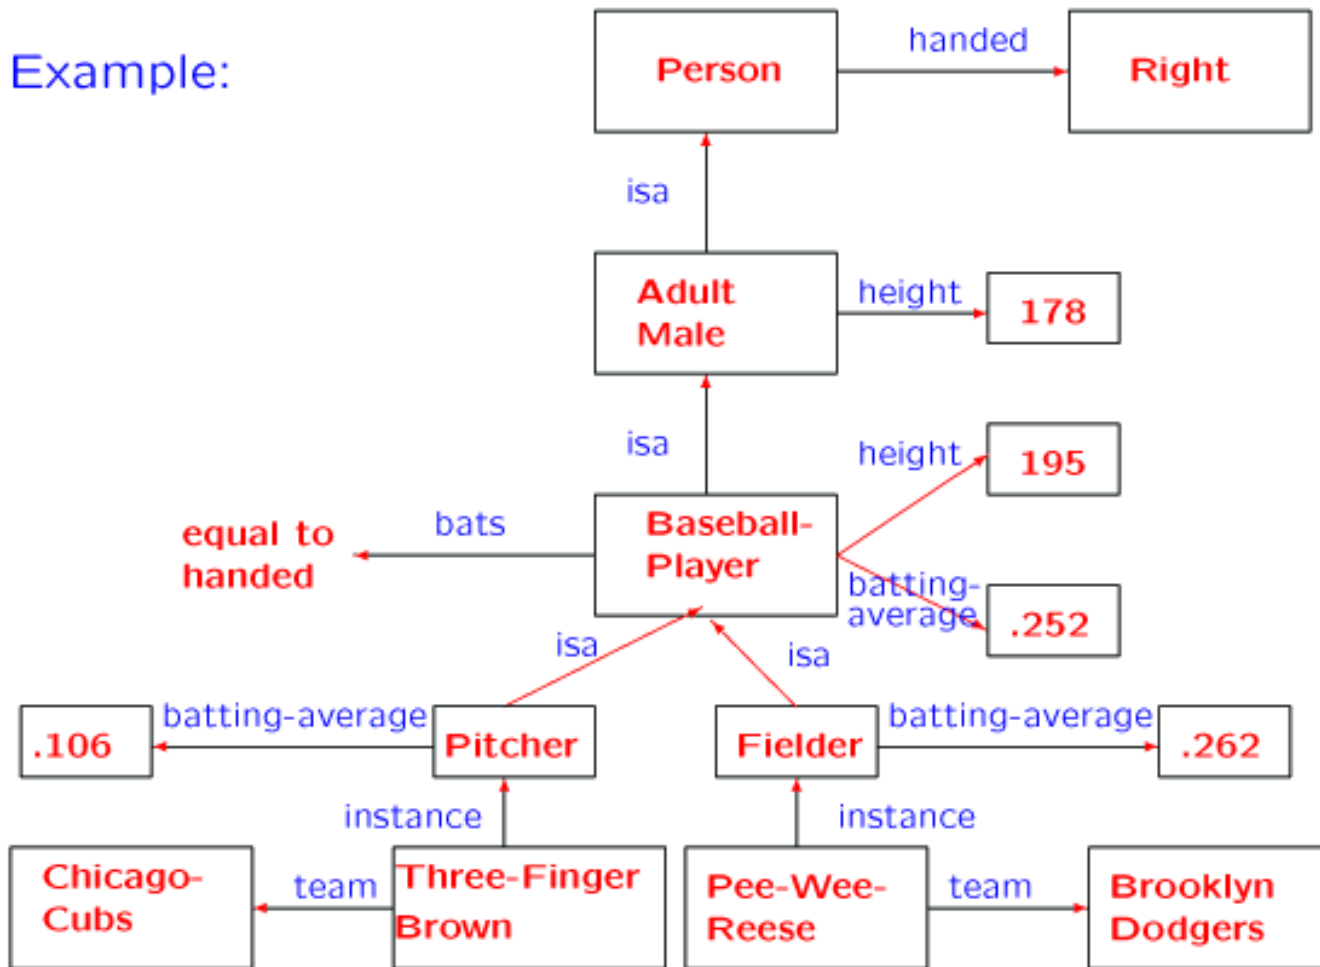 Example:
Person
handed
Right
isa
Adult
Male
height
178
isa
height
195
equal to
handed
bats
Baseball-
Player
batting-
average
.252
isa
isa
.106
batting-average
Pitcher
Fielder
batting-average
.262
instance
instance
Chicago-
Cubs
team
Three-Finger
Brown
Pee-Wee-
Reese
team
Brooklyn
Dodgers